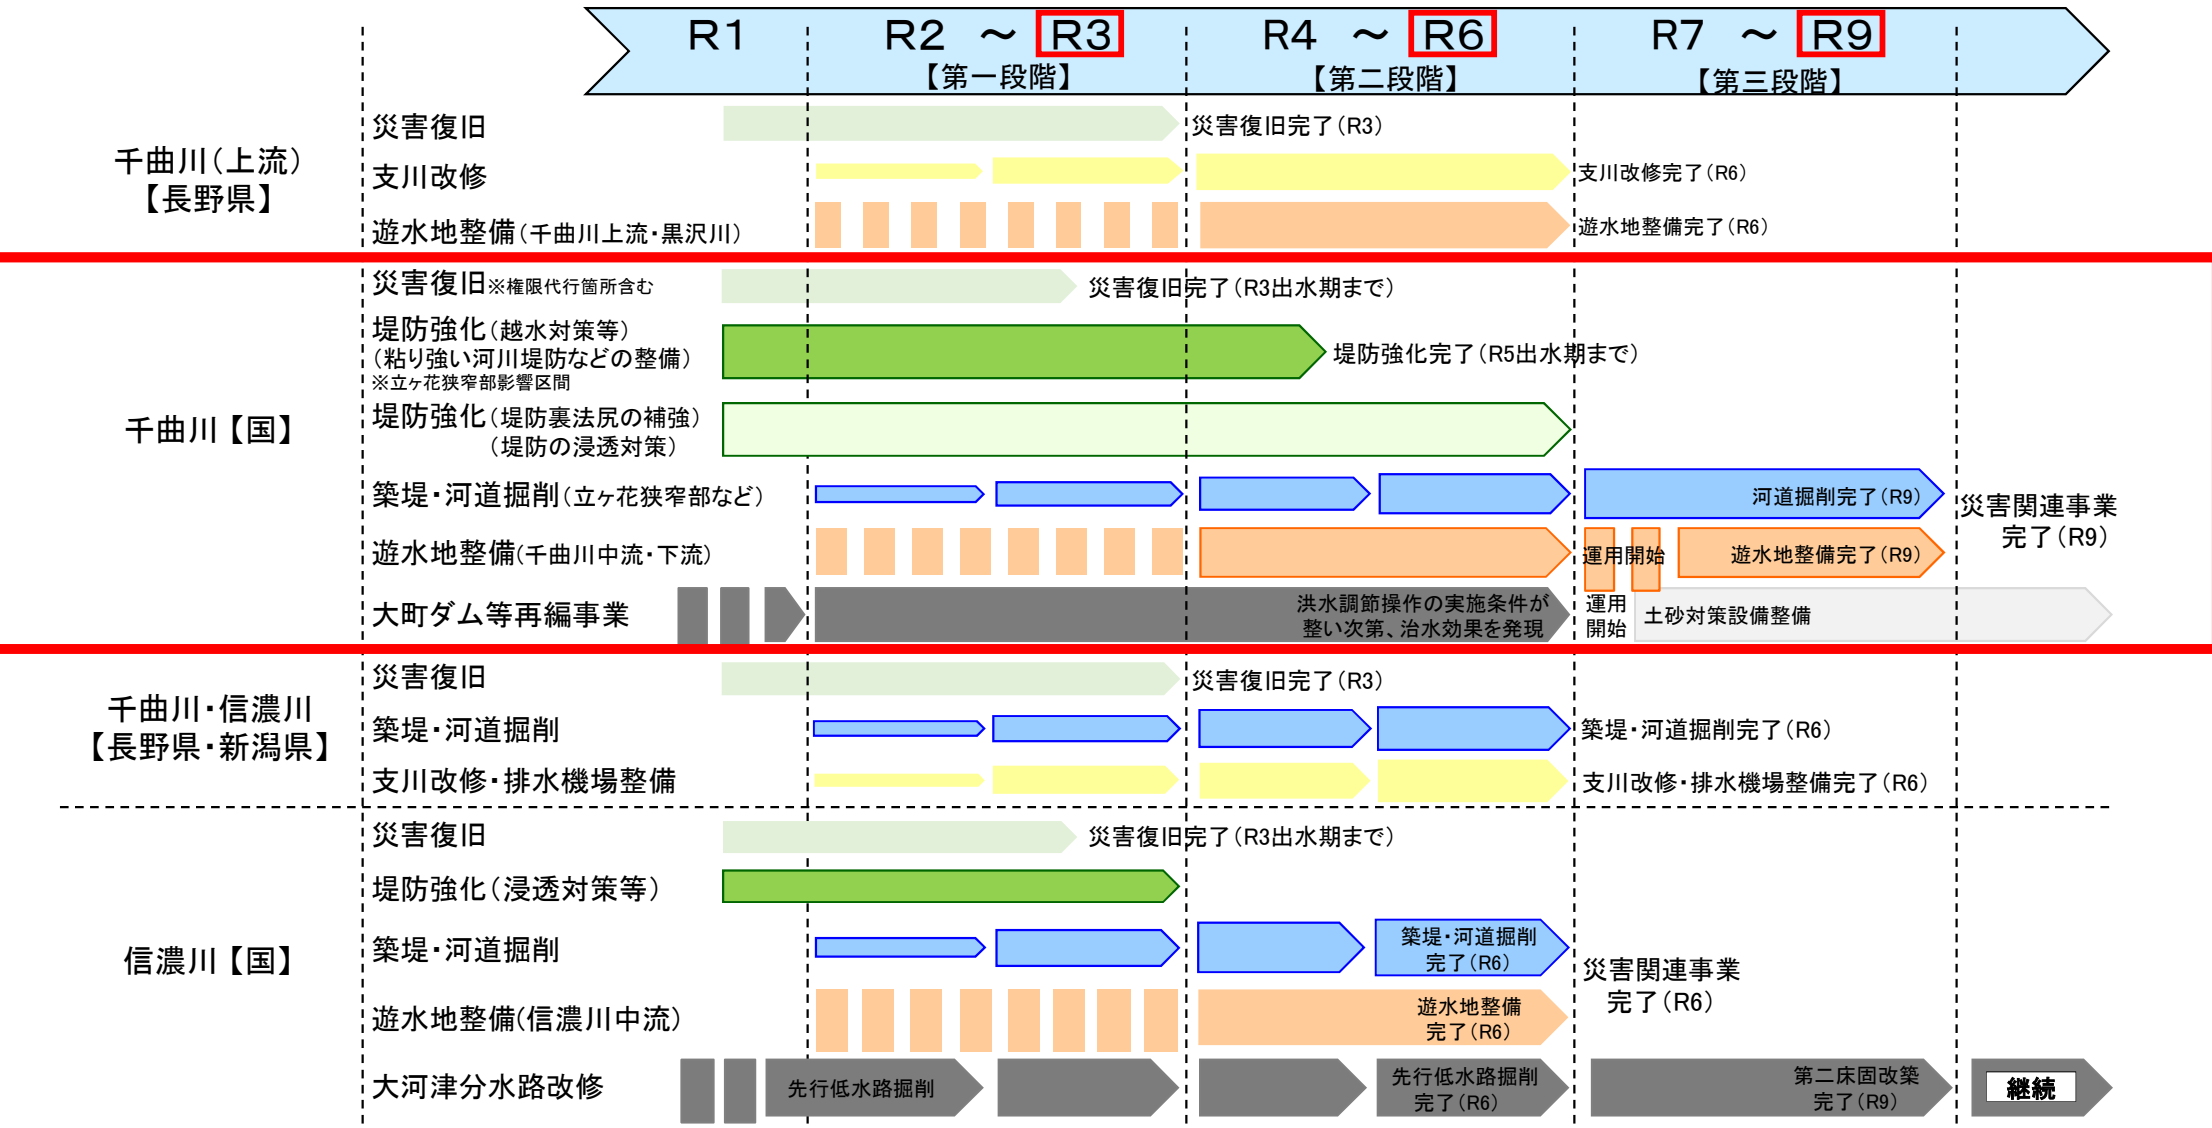 R1
R2 ～ R3
【第一段階】
R4 ～ R6
【第二段階】
R7 ～ R9
【第三段階】
千曲川（上流）
【長野県】
災害復旧
災害復旧完了（R3）
支川改修
支川改修完了（R6）
遊水地整備（千曲川上流・黒沢川）
遊水地整備完了（R6）
千曲川【国】
災害復旧※権限代行箇所含む
災害復旧完了（R3出水期まで）
堤防強化（越水対策等）
（粘り強い河川堤防などの整備）
※立ヶ花狭窄部影響区間
堤防強化完了（R5出水期まで）
堤防強化（堤防裏法尻の補強）
（堤防の浸透対策）
築堤・河道掘削（立ヶ花狭窄部など）
河道掘削完了（R9）
遊水地整備（千曲川中流・下流）
運用開始
遊水地整備完了（R9）
災害関連事業
完了（R9）
大町ダム等再編事業
洪水調節操作の実施条件が
整い次第、治水効果を発現
運用
開始
土砂対策設備整備
千曲川・信濃川
【長野県・新潟県】
災害復旧
災害復旧完了（R3）
築堤・河道掘削
築堤・河道掘削完了（R6）
支川改修・排水機場整備
支川改修・排水機場整備完了（R6）
信濃川【国】
災害復旧
災害復旧完了（R3出水期まで）
堤防強化（浸透対策等）
築堤・河道掘削
築堤・河道掘削
完了（R6）
遊水地整備(信濃川中流）
遊水地整備
完了（R6）
災害関連事業
完了（R6）
大河津分水路改修
先行低水路掘削
先行低水路掘削
完了（R6）
第二床固改築
完了（R9）
継続